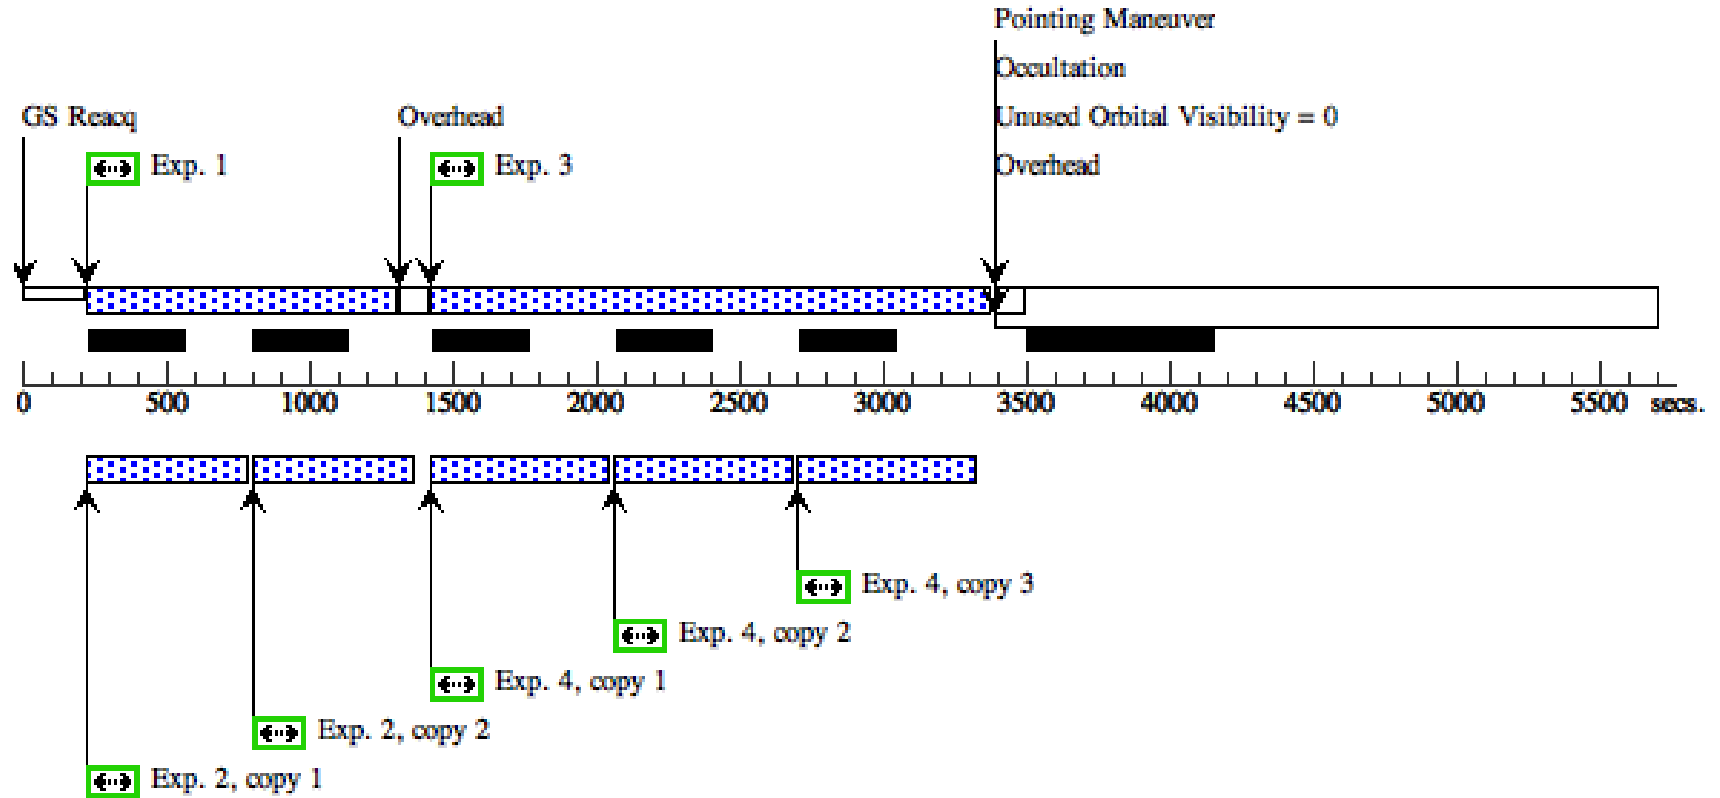 Pointing Maneuver
Occultation
GS Reacq
Overhead
Unused Orbital Visibility = 0
Exp. 1
Exp. 3
Overhead
0 500 1000 1500 2000 2500 3000 3500 4000 4500 5000 5500 secs.
Exp. 4, copy 3
Exp. 4, copy 2
Exp. 4, copy 1
Exp. 2, copy 2
Exp. 2, copy 1